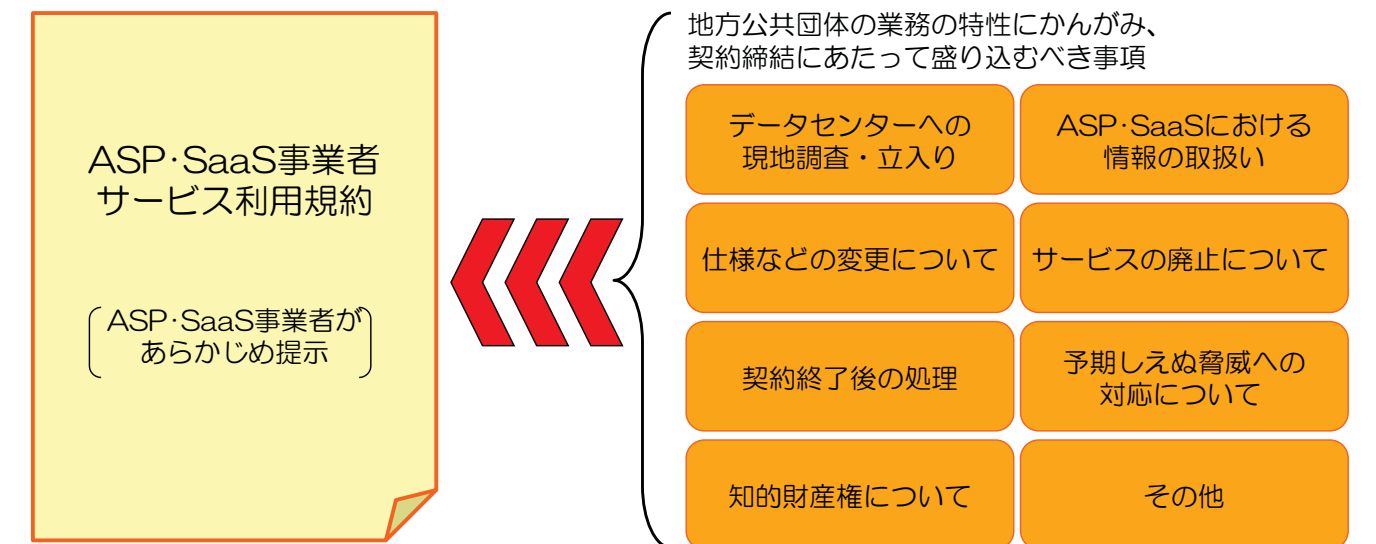 ASP･SaaS事業者
サービス利用規約
ASP･SaaS事業者が
あらかじめ提示
地方公共団体の業務の特性にかんがみ、
契約締結にあたって盛り込むべき事項
データセンターへの
現地調査・立入り
ASP･SaaSにおける
情報の取扱い
仕様などの変更について
サービスの廃止について
契約終了後の処理
予期しえぬ脅威への
対応について
知的財産権について
その他